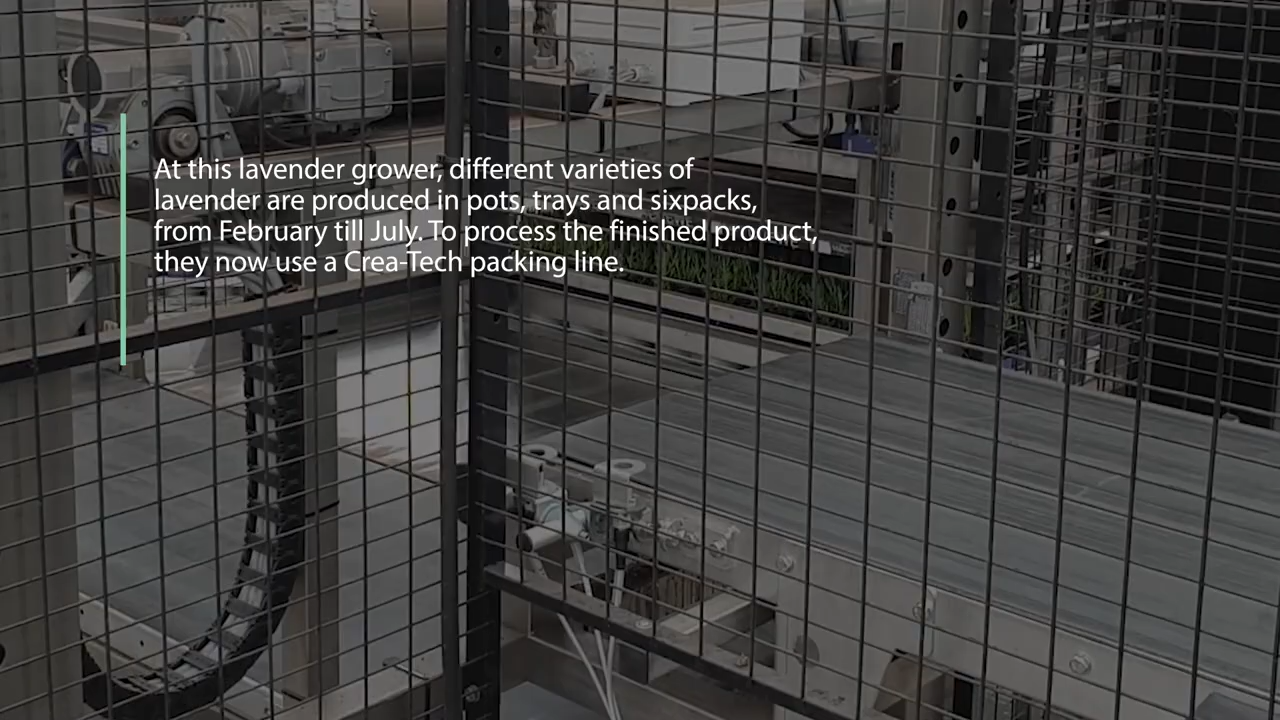 At this lavender grower, different varieties of
lavender are produced in pots, trays and sixpacks,
from February till July. To process the finished product,
they now use a Crea-Tech packing line.